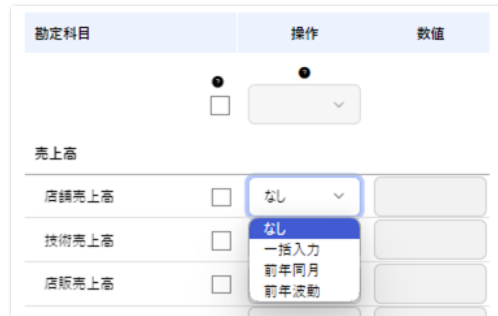 勘定科目 操作 数値
? ?
売上高
店舗売上高 なし
なし
技術売上高
一括入力
前年同月
店販売上高
前年波動